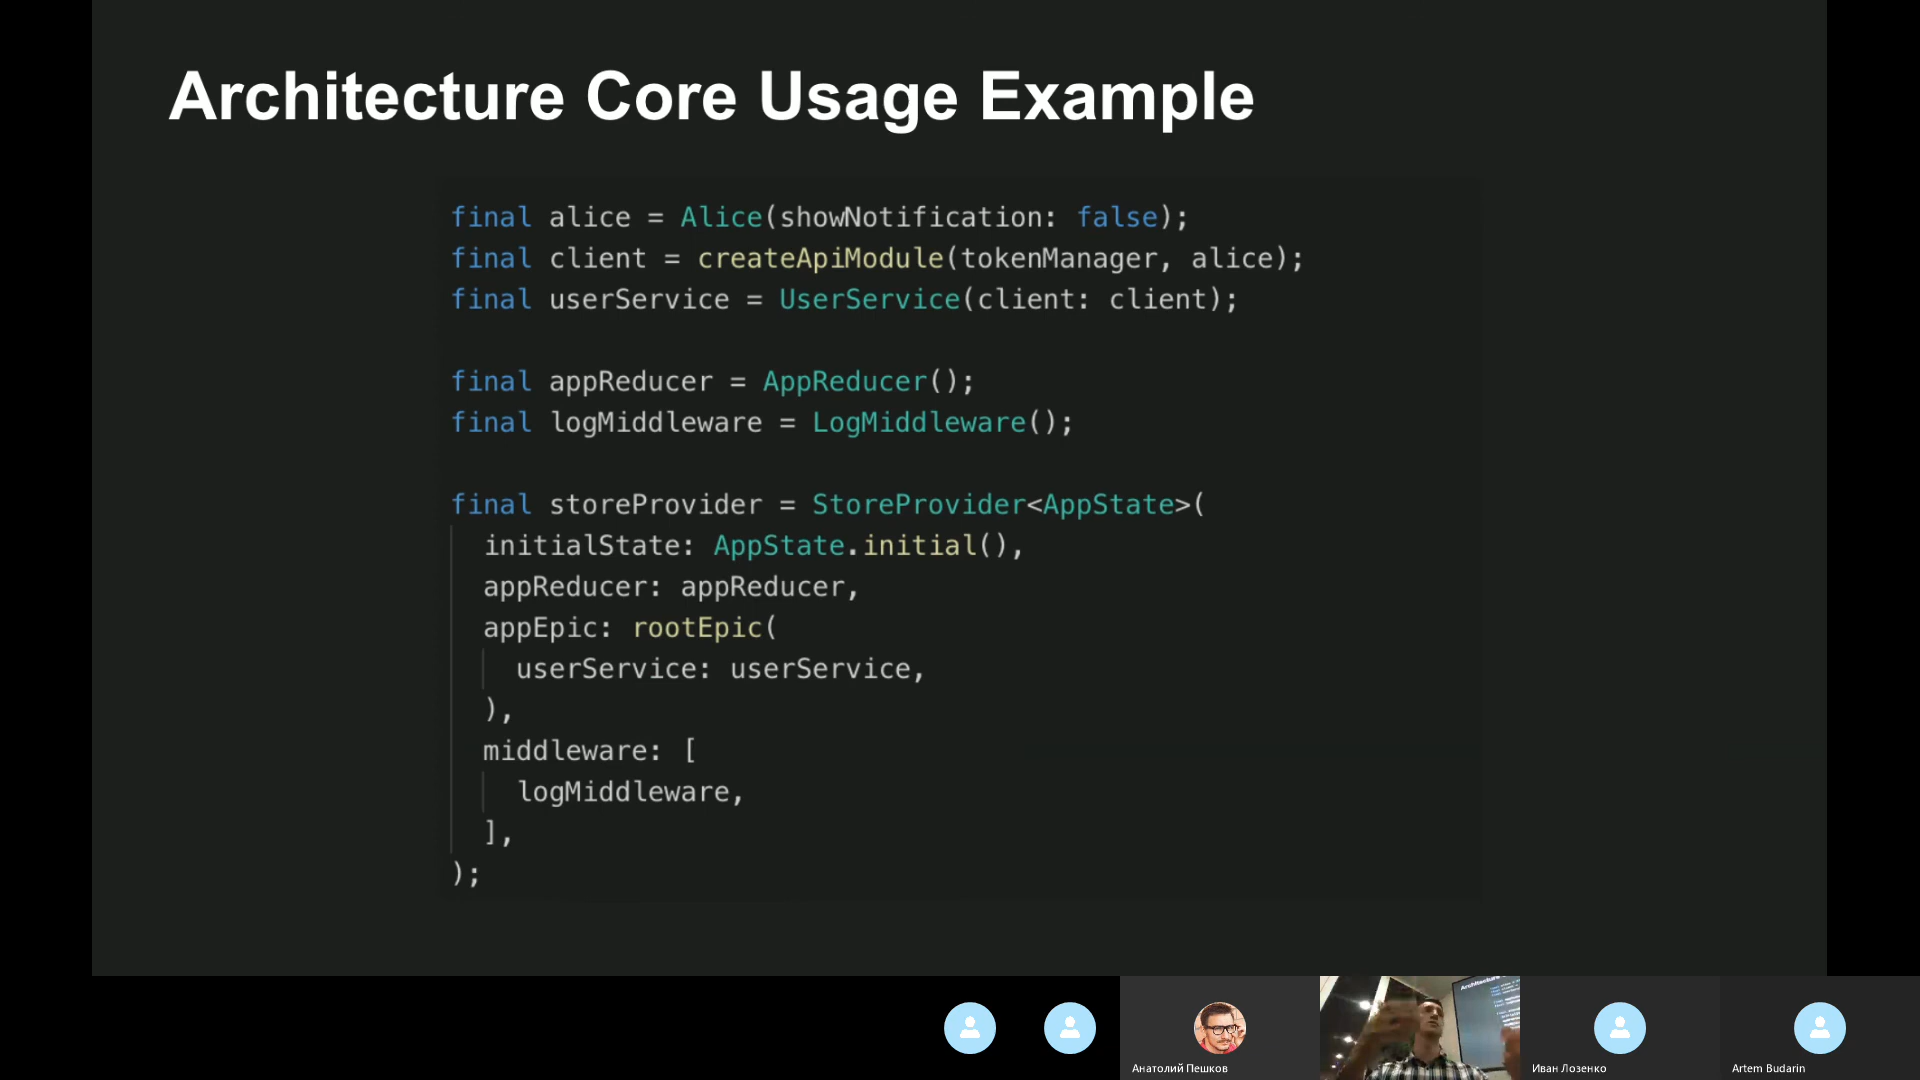 Architecture Core Usage Example
final alice = Alice(showNotification: false);
final client = createApiModule(tokenManager, alice);
final userService = UserService(client: client);
final appReducer = AppReducer();
final logMiddleware = LogMiddleware();
final storeProvider = StoreProvider<AppState>(
initialState: AppState.initial(),
appReducer: appReducer,
appEpic: rootEpic(
userService: userService,
),
middleware: [
logMiddleware,
],
);
Анатолий Пешков
Иван Лозенко
Artem Budarin